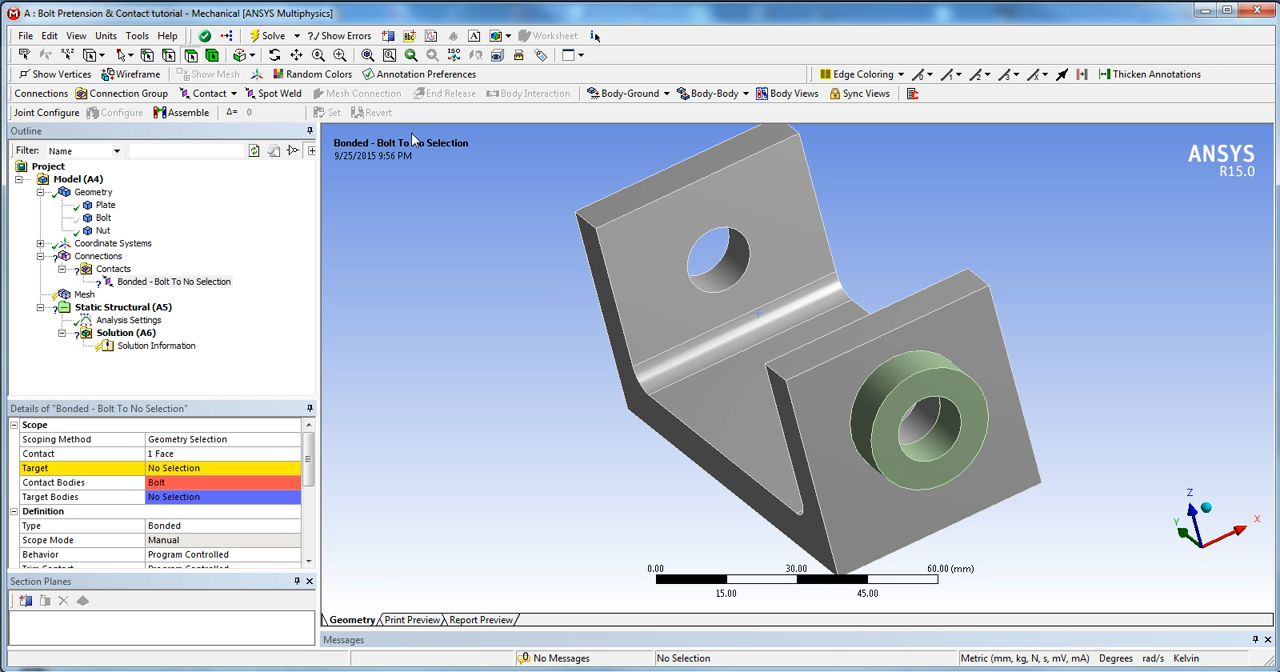 A : Bolt Pretension & Contact tutorial - Mechanical [ANSYS Multiphysics]
File Edit View Units Tools Help Solve ?/ Show Errors Worksheet
Show Vertices Wireframe Show Mesh Random Colors Annotation Preferences Edge Coloring Thicken Annotations
Connections Connection Group Contact Spot Weld Mesh Connection End Release Body Interaction Body-Ground Body-Body Body Views Sync Views
Joint Configure Configure Assemble Δ= 0 Set Revert
Outline
Filter: Name
Project
Model (A4)
Geometry
Plate
Bolt
Nut
Coordinate Systems
Connections
Contacts
Bonded - Bolt To No Selection
Mesh
Static Structural (A5)
Analysis Settings
Solution (A6)
Solution Information
Details of "Bonded - Bolt To No Selection"
Scope
Scoping Method Geometry Selection
Contact 1 Face
Target No Selection
Contact Bodies Bolt
Target Bodies No Selection
Definition
Type Bonded
Scope Mode Manual
Behavior Program Controlled
Trim Contact Program Controlled
Section Planes
Bonded - Bolt To No Selection
9/25/2015 9:56 PM
ANSYS
R15.0
Z
Y
X
0.00 30.00 60.00 (mm)
15.00 45.00
Geometry Print Preview Report Preview
Messages
No Messages No Selection Metric (mm, kg, N, s, mV, mA) Degrees rad/s Kelvin